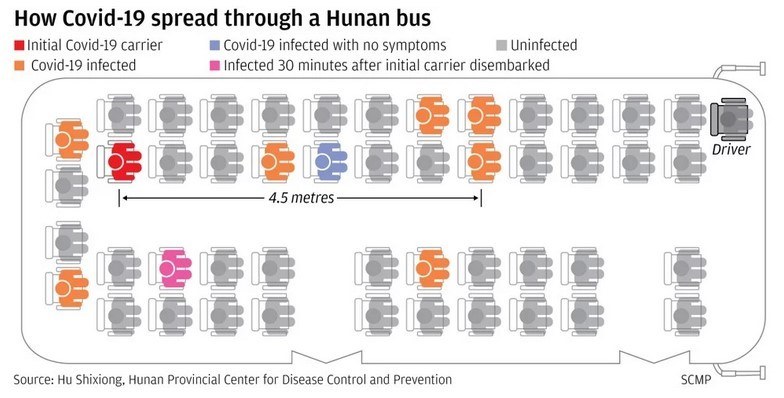 How Covid-19 spread through a Hunan bus
Initial Covid-19 carrier Covid-19 infected with no symptoms Uninfected
Covid-19 infected Infected 30 minutes after initial carrier disembarked
Driver
4.5 metres
Source: Hu Shixiong, Hunan Provincial Center for Disease Control and Prevention SCMP